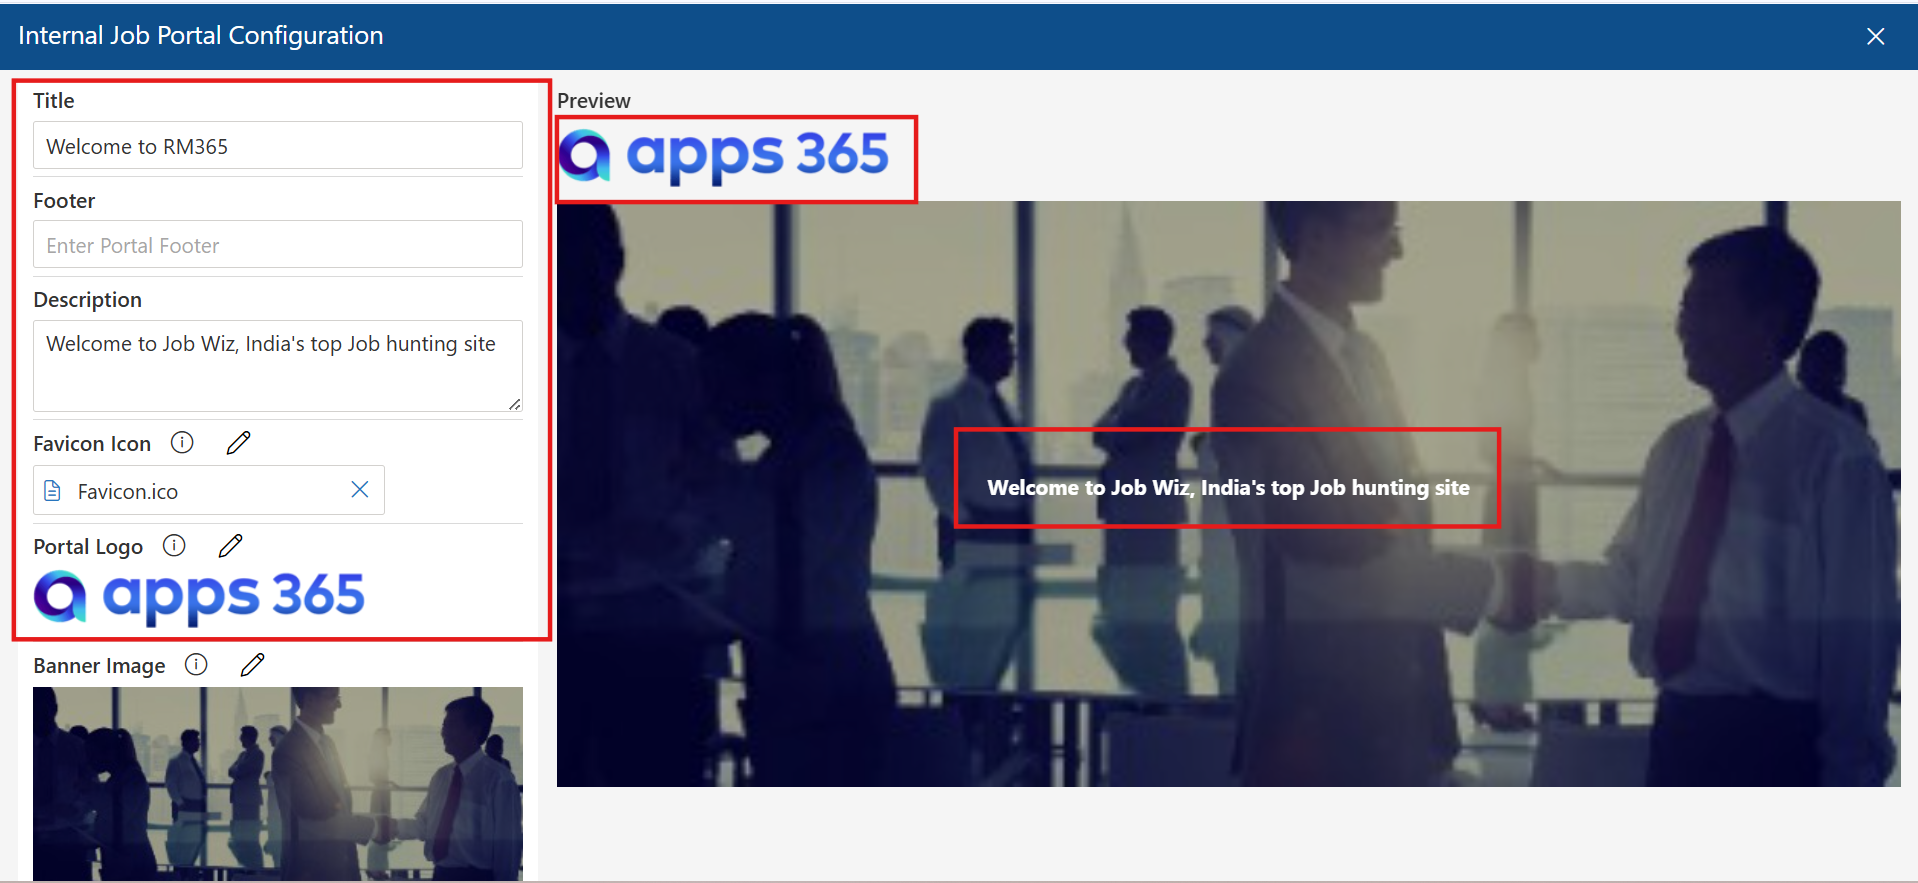 Internal Job Portal Configuration
Title
Welcome to RM365
Footer
Enter Portal Footer
Description
Welcome to Job Wiz, India's top Job hunting site
Favicon Icon
Favicon.ico
Portal Logo
apps 365
Banner Image
Preview
apps 365
Welcome to Job Wiz, India's top Job hunting site